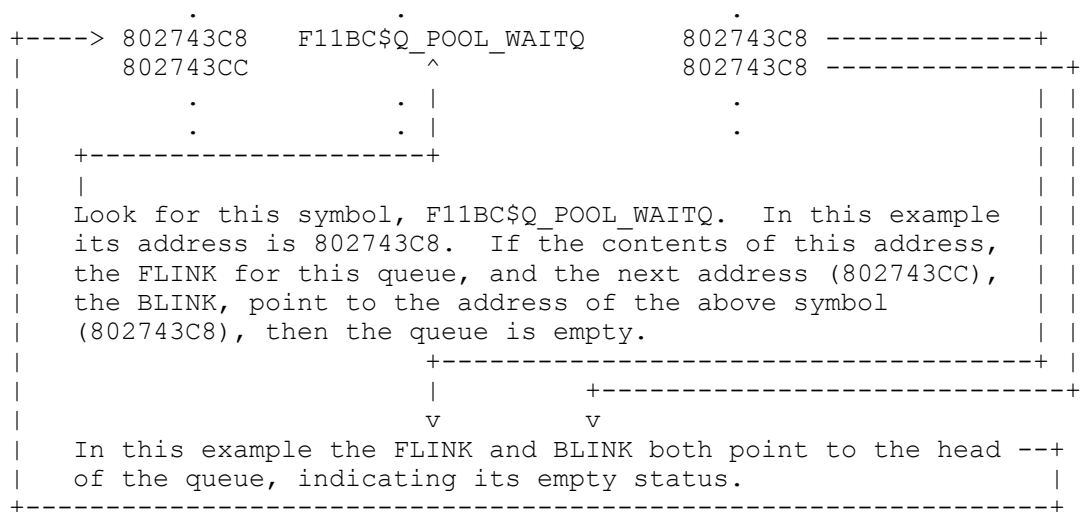 .            .                    .
+----> 802743C8   F11BC$Q_POOL_WAITQ      802743C8 -------------+
|      802743CC           ^               802743C8 ---------------+
|          .            . |                  .                  | |
|          .            . |                  .                  | |
|   +---------------------+                                     | |
|   |                                                           | |
|   Look for this symbol, F11BC$Q_POOL_WAITQ.  In this example  | |
|   its address is 802743C8.  If the contents of this address,  | |
|   the FLINK for this queue, and the next address (802743CC),  | |
|   the BLINK, point to the address of the above symbol         | |
|   (802743C8), then the queue is empty.                        | |
|                         +-------------------------------------+ |
|                         |         +-----------------------------+
|                         v         v
|   In this example the FLINK and BLINK both point to the head --+
|   of the queue, indicating its empty status.                   |
+----------------------------------------------------------------+